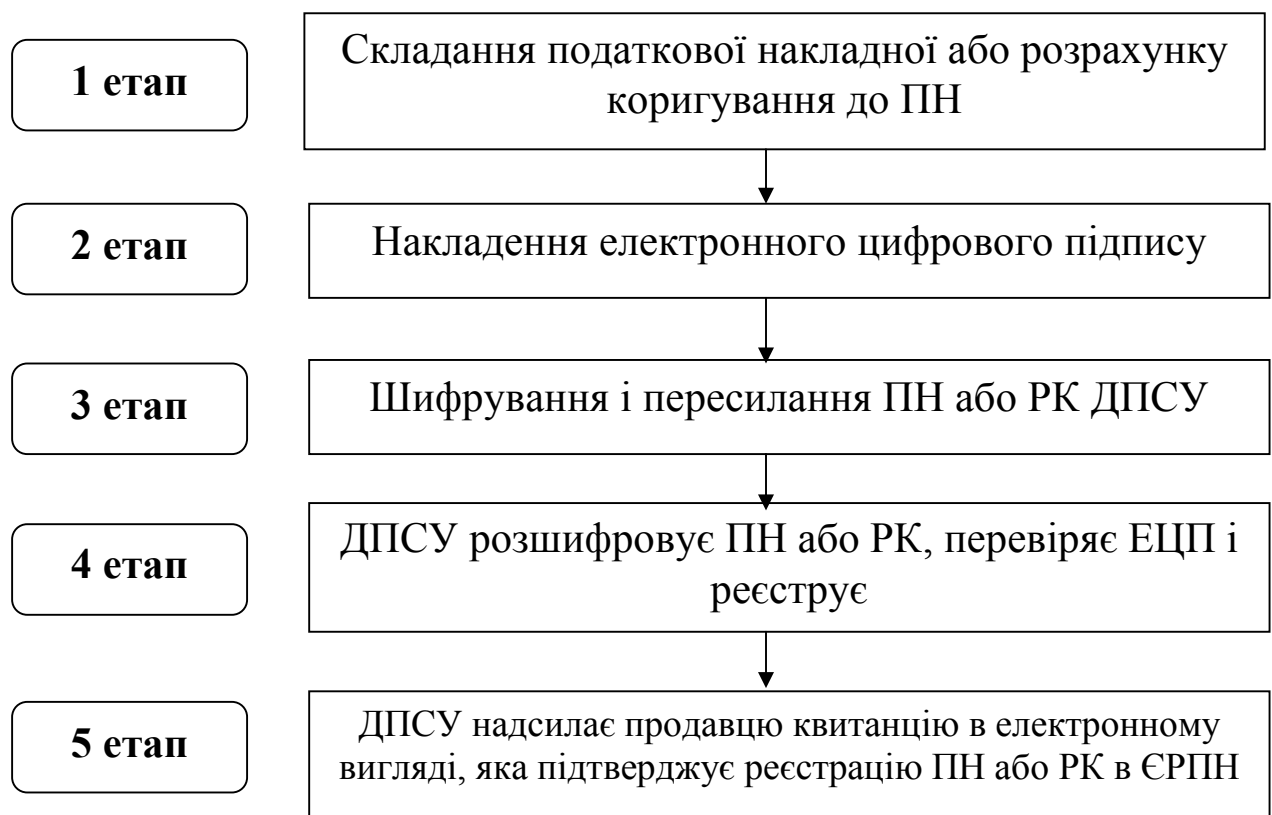 1 етап
Складання податкової накладної або розрахунку
коригування до ПН
2 етап
Накладення електронного цифрового підпису
3 етап
Шифрування і пересилання ПН або РК ДПСУ
4 етап
ДПСУ розшифровує ПН або РК, перевіряє ЕЦП і
реєструє
5 етап
ДПСУ надсилає продавцю квитанцію в електронному
вигляді, яка підтверджує реєстрацію ПН або РК в ЄРПН